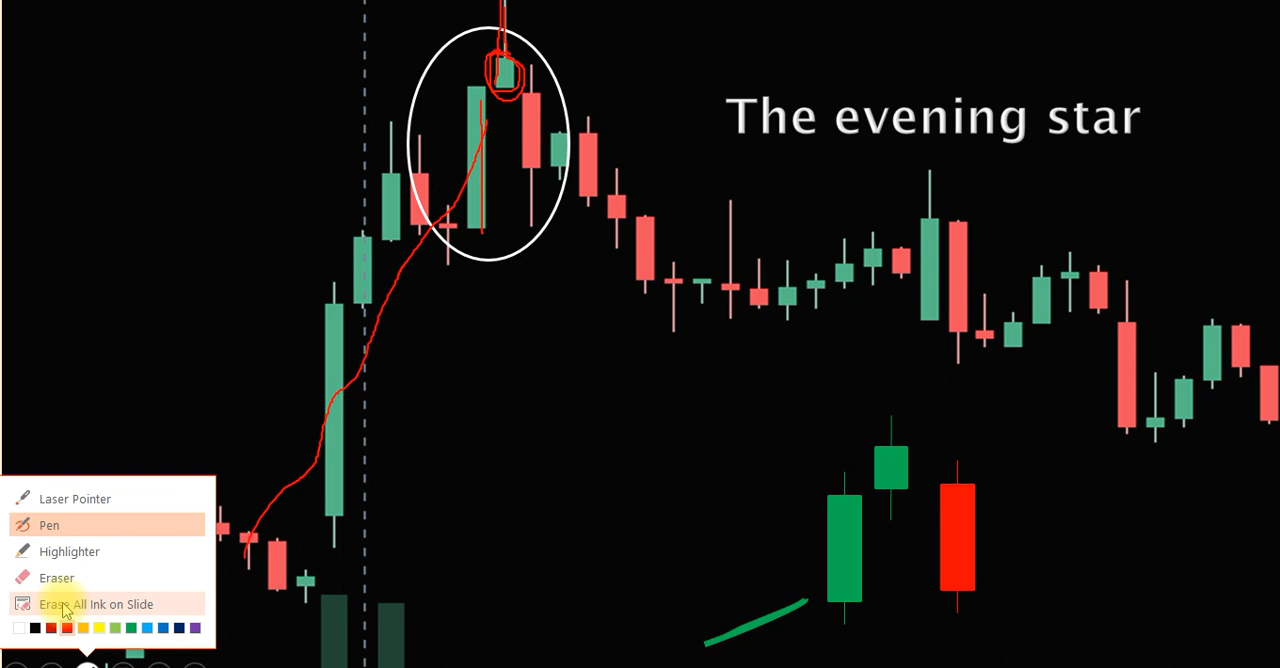 The evening star
Laser Pointer
Pen
Highlighter
Eraser
Erase All Ink on Slide